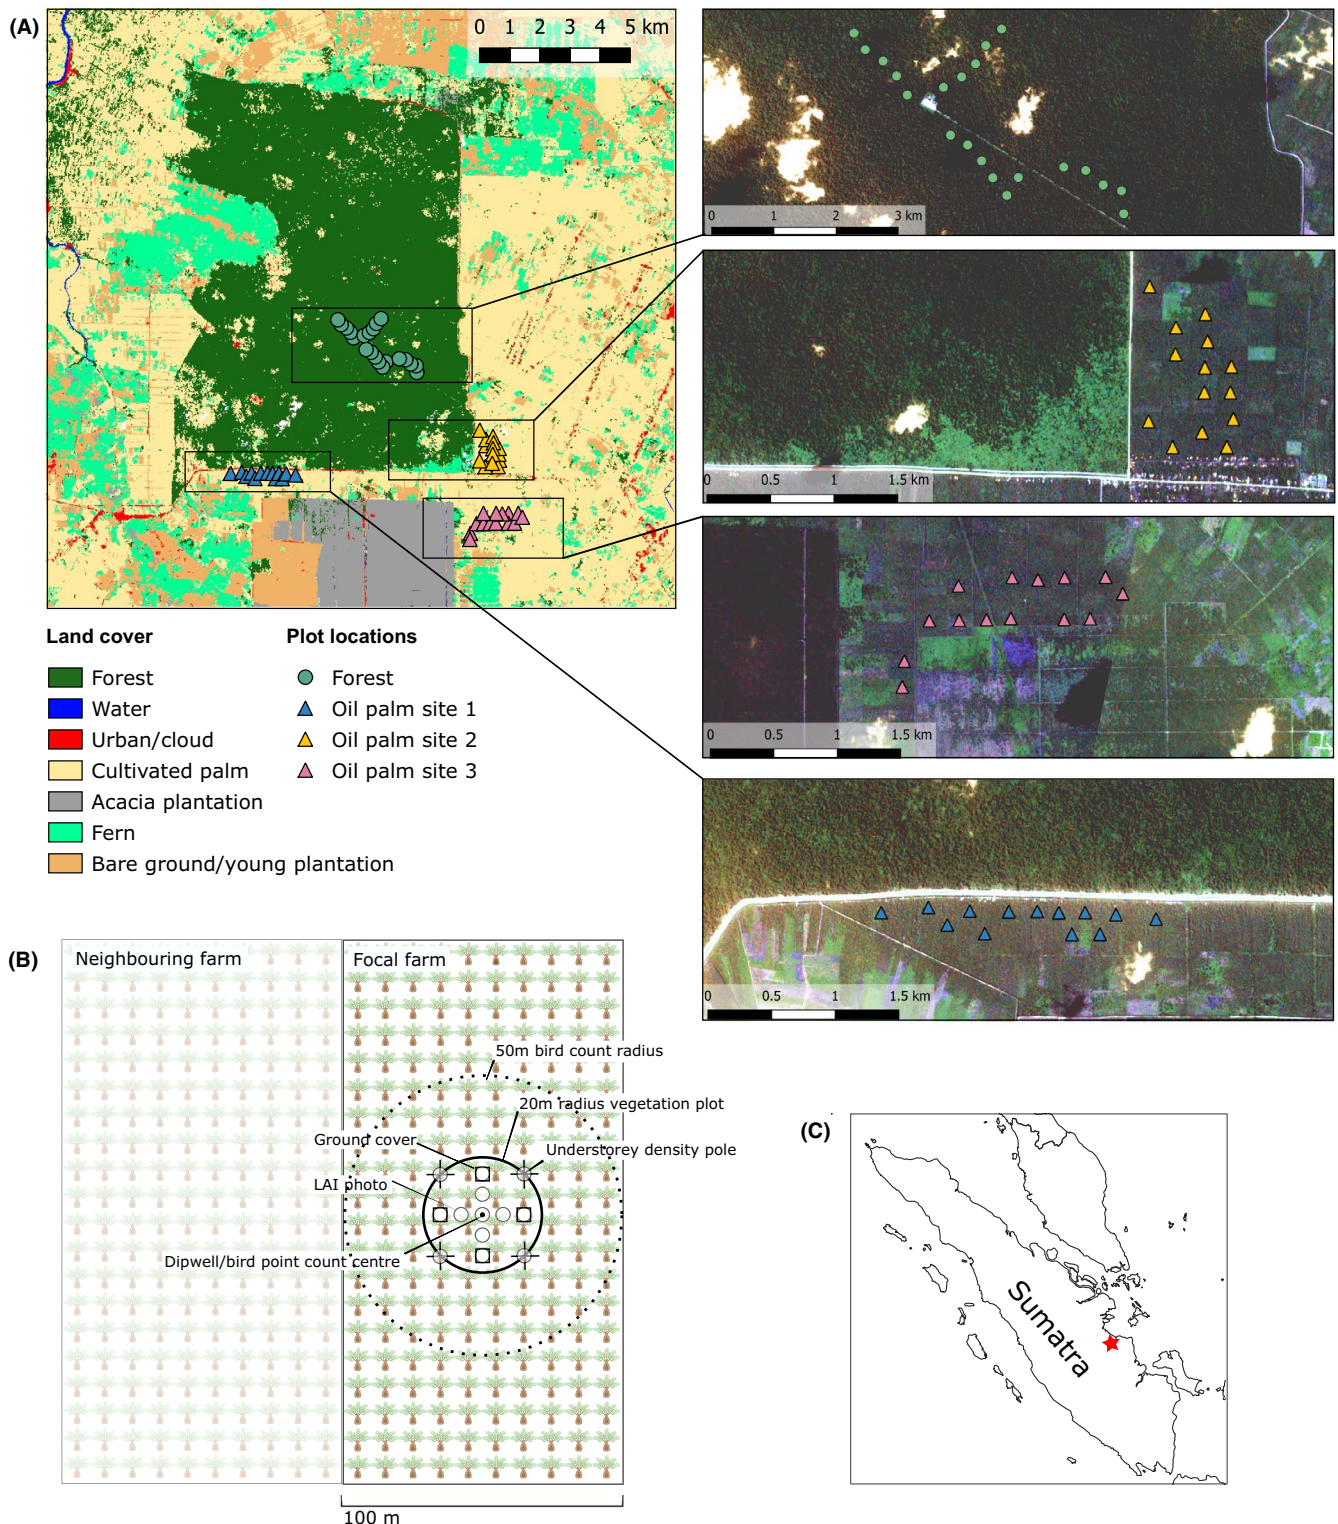 (A)
0 1 2 3 4 5 km
0 1 2 3 km
0 0.5 1 1.5 km
0 0.5 1 1.5 km
0 0.5 1 1.5 km
Land cover
Forest
Water
Urban/cloud
Cultivated palm
Acacia plantation
Fern
Bare ground/young plantation
Plot locations
Forest
Oil palm site 1
Oil palm site 2
Oil palm site 3
(B)
Neighbouring farm
Focal farm
50m bird count radius
20m radius vegetation plot
Ground cover
Understorey density pole
LAI photo
Dipwell/bird point count centre
100 m
(C)
Sumatra